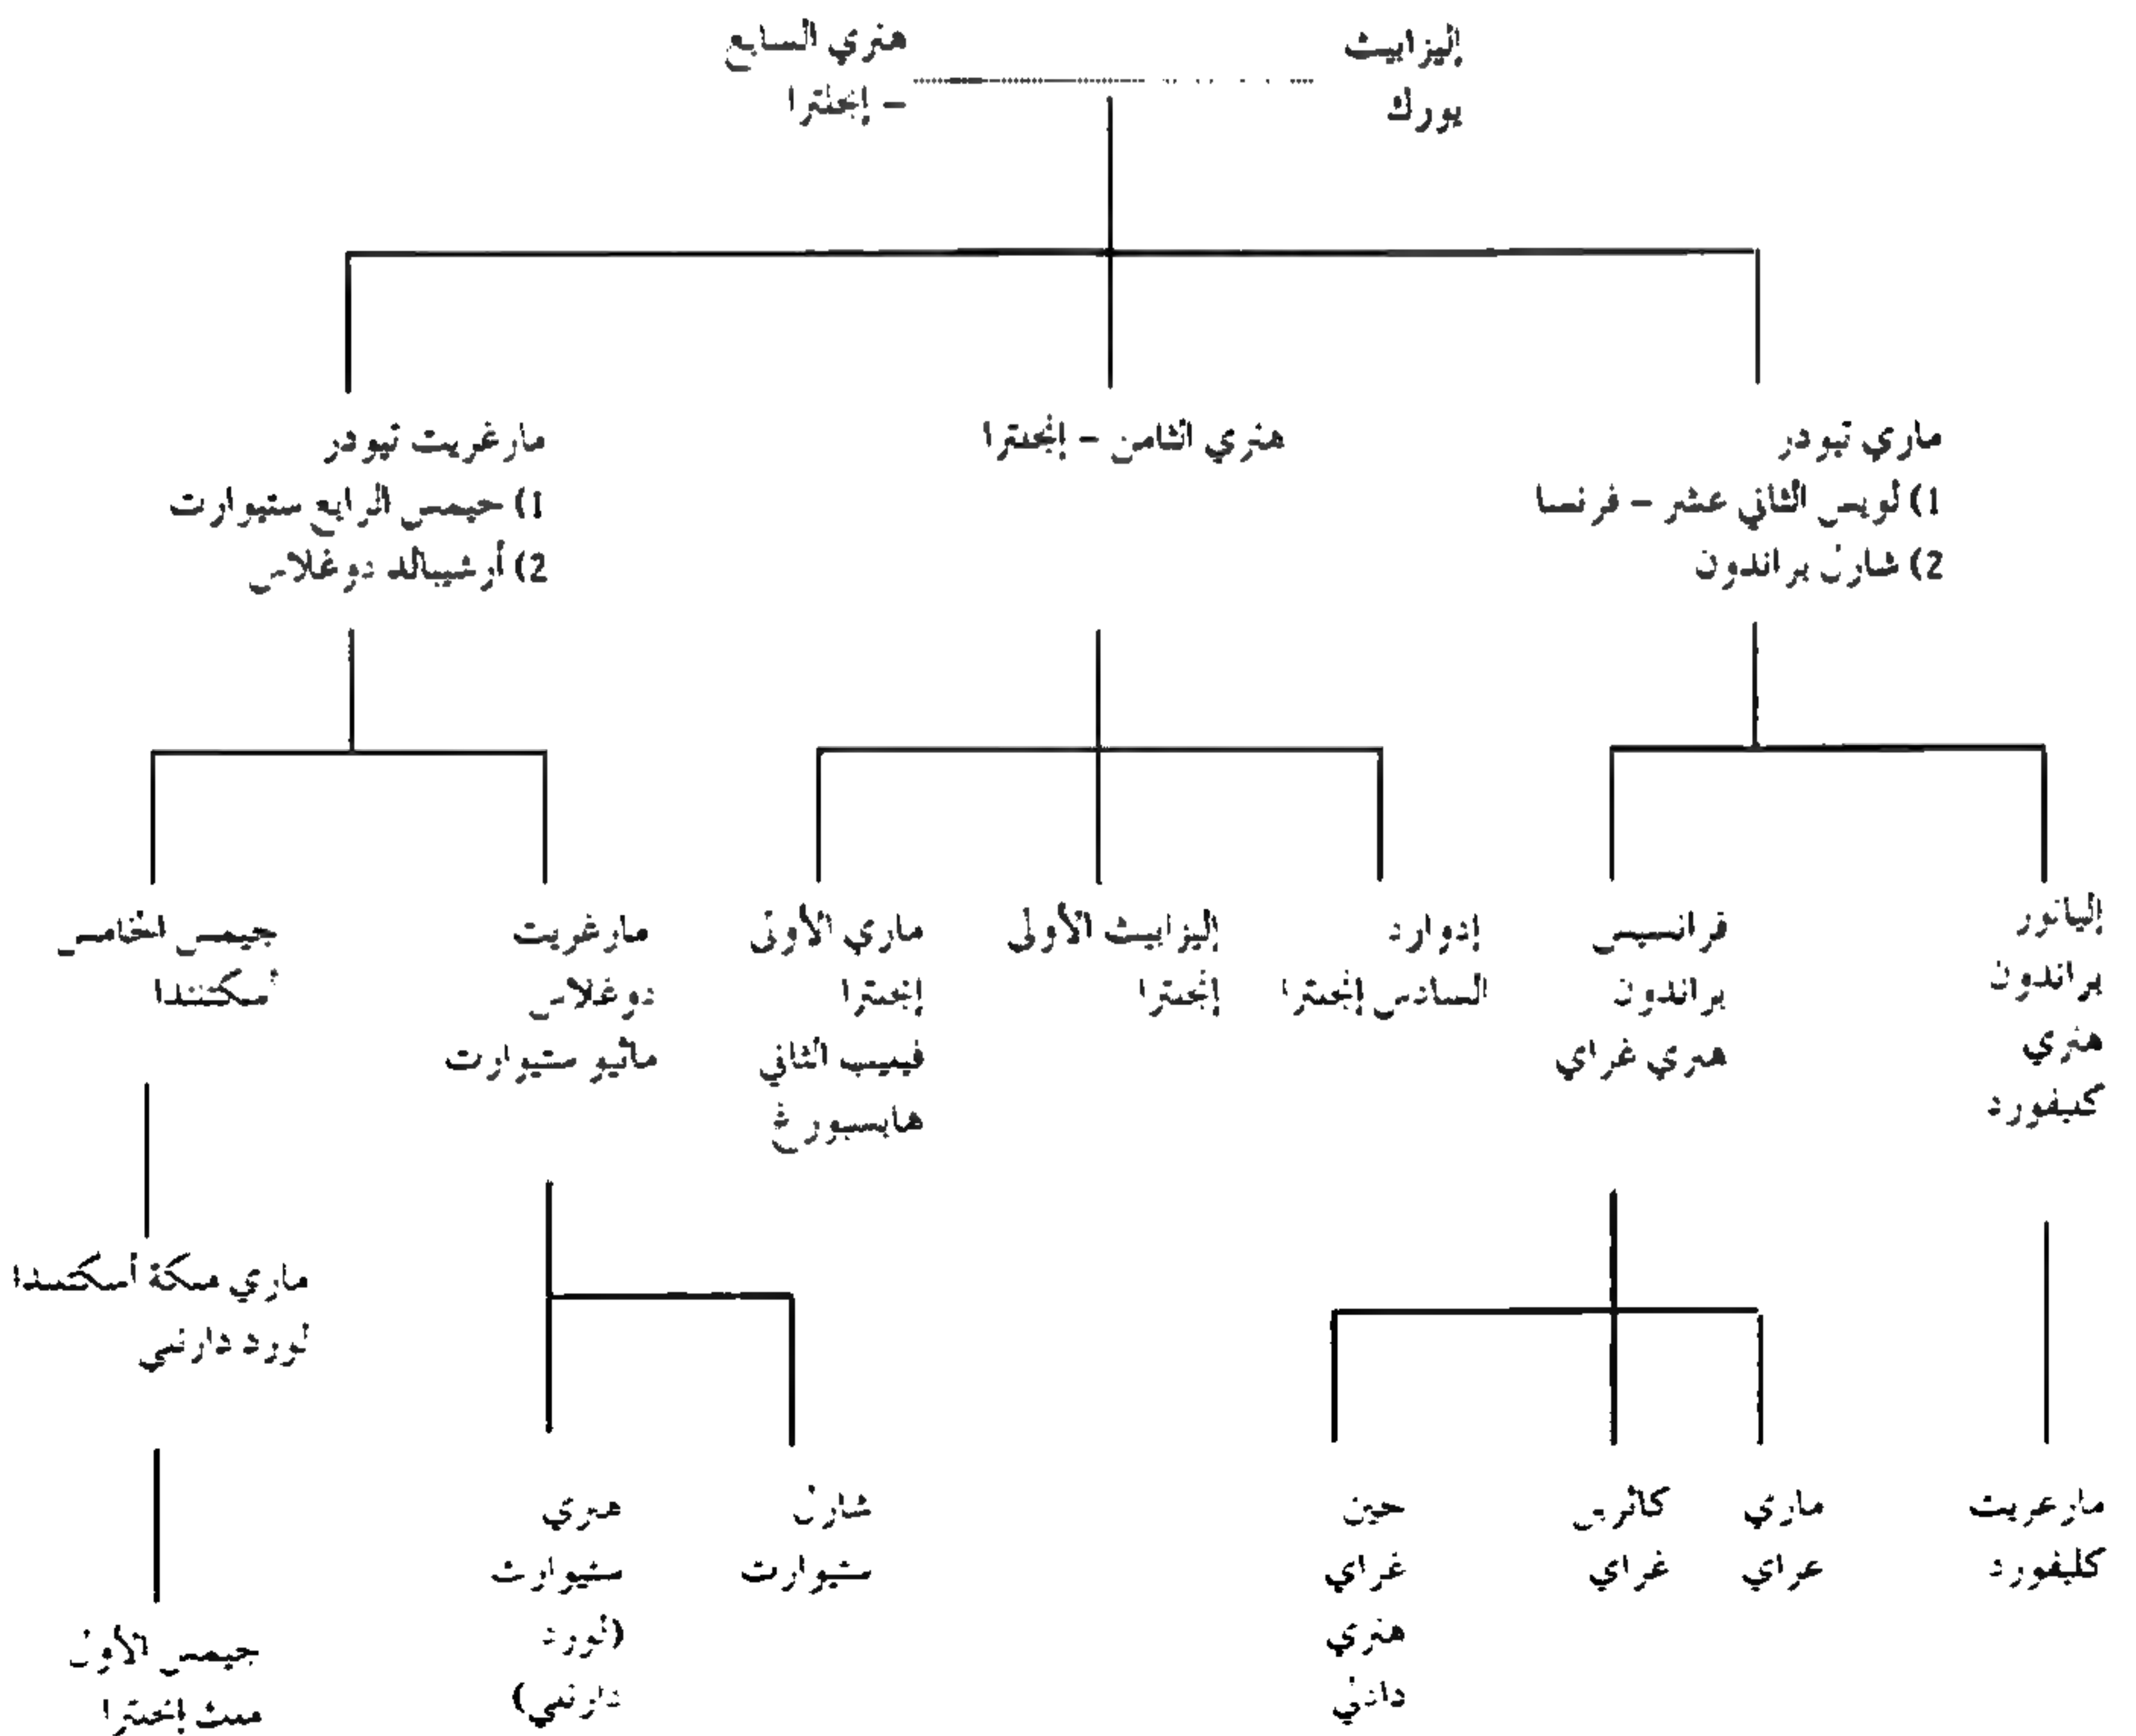 إليزابيث
يورك
هنري السابع
– إنجلترا
ماري تيودر
1) لويس الثاني عشر – فرنسا
2) شارل براندون
هنري الثامن – إنجلترا
مارغريت تيودر
1) جيمس الرابع ستيوارت
2) أرشيبالد دوغلاس
إليانور
براندون
هنري
كليفورد
فرانسيس
براندون
هنري غراي
إدوارد
السادس إنجلترا
إليزابيث الأولى
إنجلترا
ماري الأولى
إنجلترا
فيليب الثاني
هابسبورغ
مارغريت
دوغلاس
ماثيو ستيوارت
جيمس الخامس
أسكتلندا
ماري ملكة أسكتلندا
لورد دارنلي
مارغريت
كليفورد
ماري
غراي
كاثرين
غراي
جين
غراي
هنري
دادلي
شارل
ستيوارت
هنري
ستيوارت
(لورد
دارنلي)
جيمس الأول
ملك إنجلترا